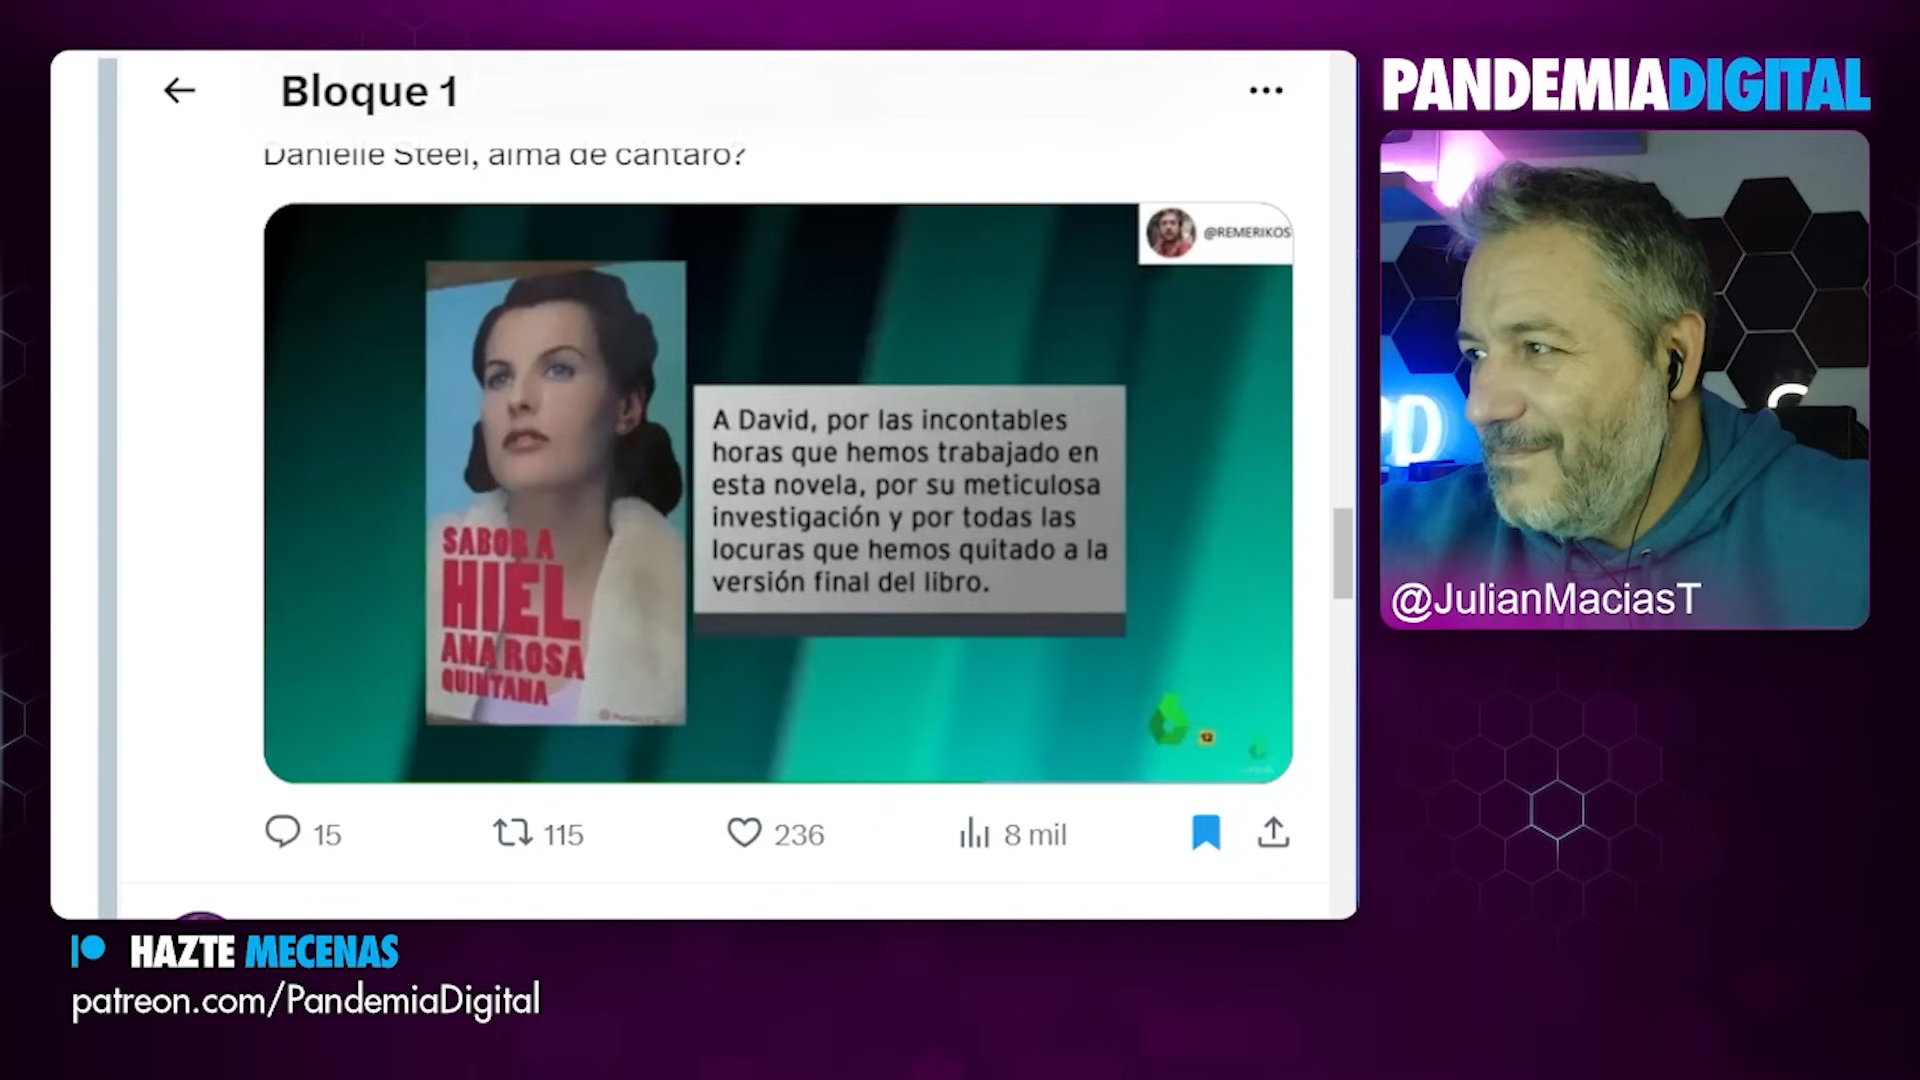 Bloque 1
Danielle Steel, alma de cántaro?
@REMERIKOS
SABOR A
HIEL
ANA ROSA
QUINTANA
A David, por las incontables
horas que hemos trabajado en
esta novela, por su meticulosa
investigación y por todas las
locuras que hemos quitado a la
versión final del libro.
12
15
115
236
8 mil
PANDEMIADIGITAL
PD
@JulianMaciasT
HAZTE MECENAS
patreon.com/PandemiaDigital